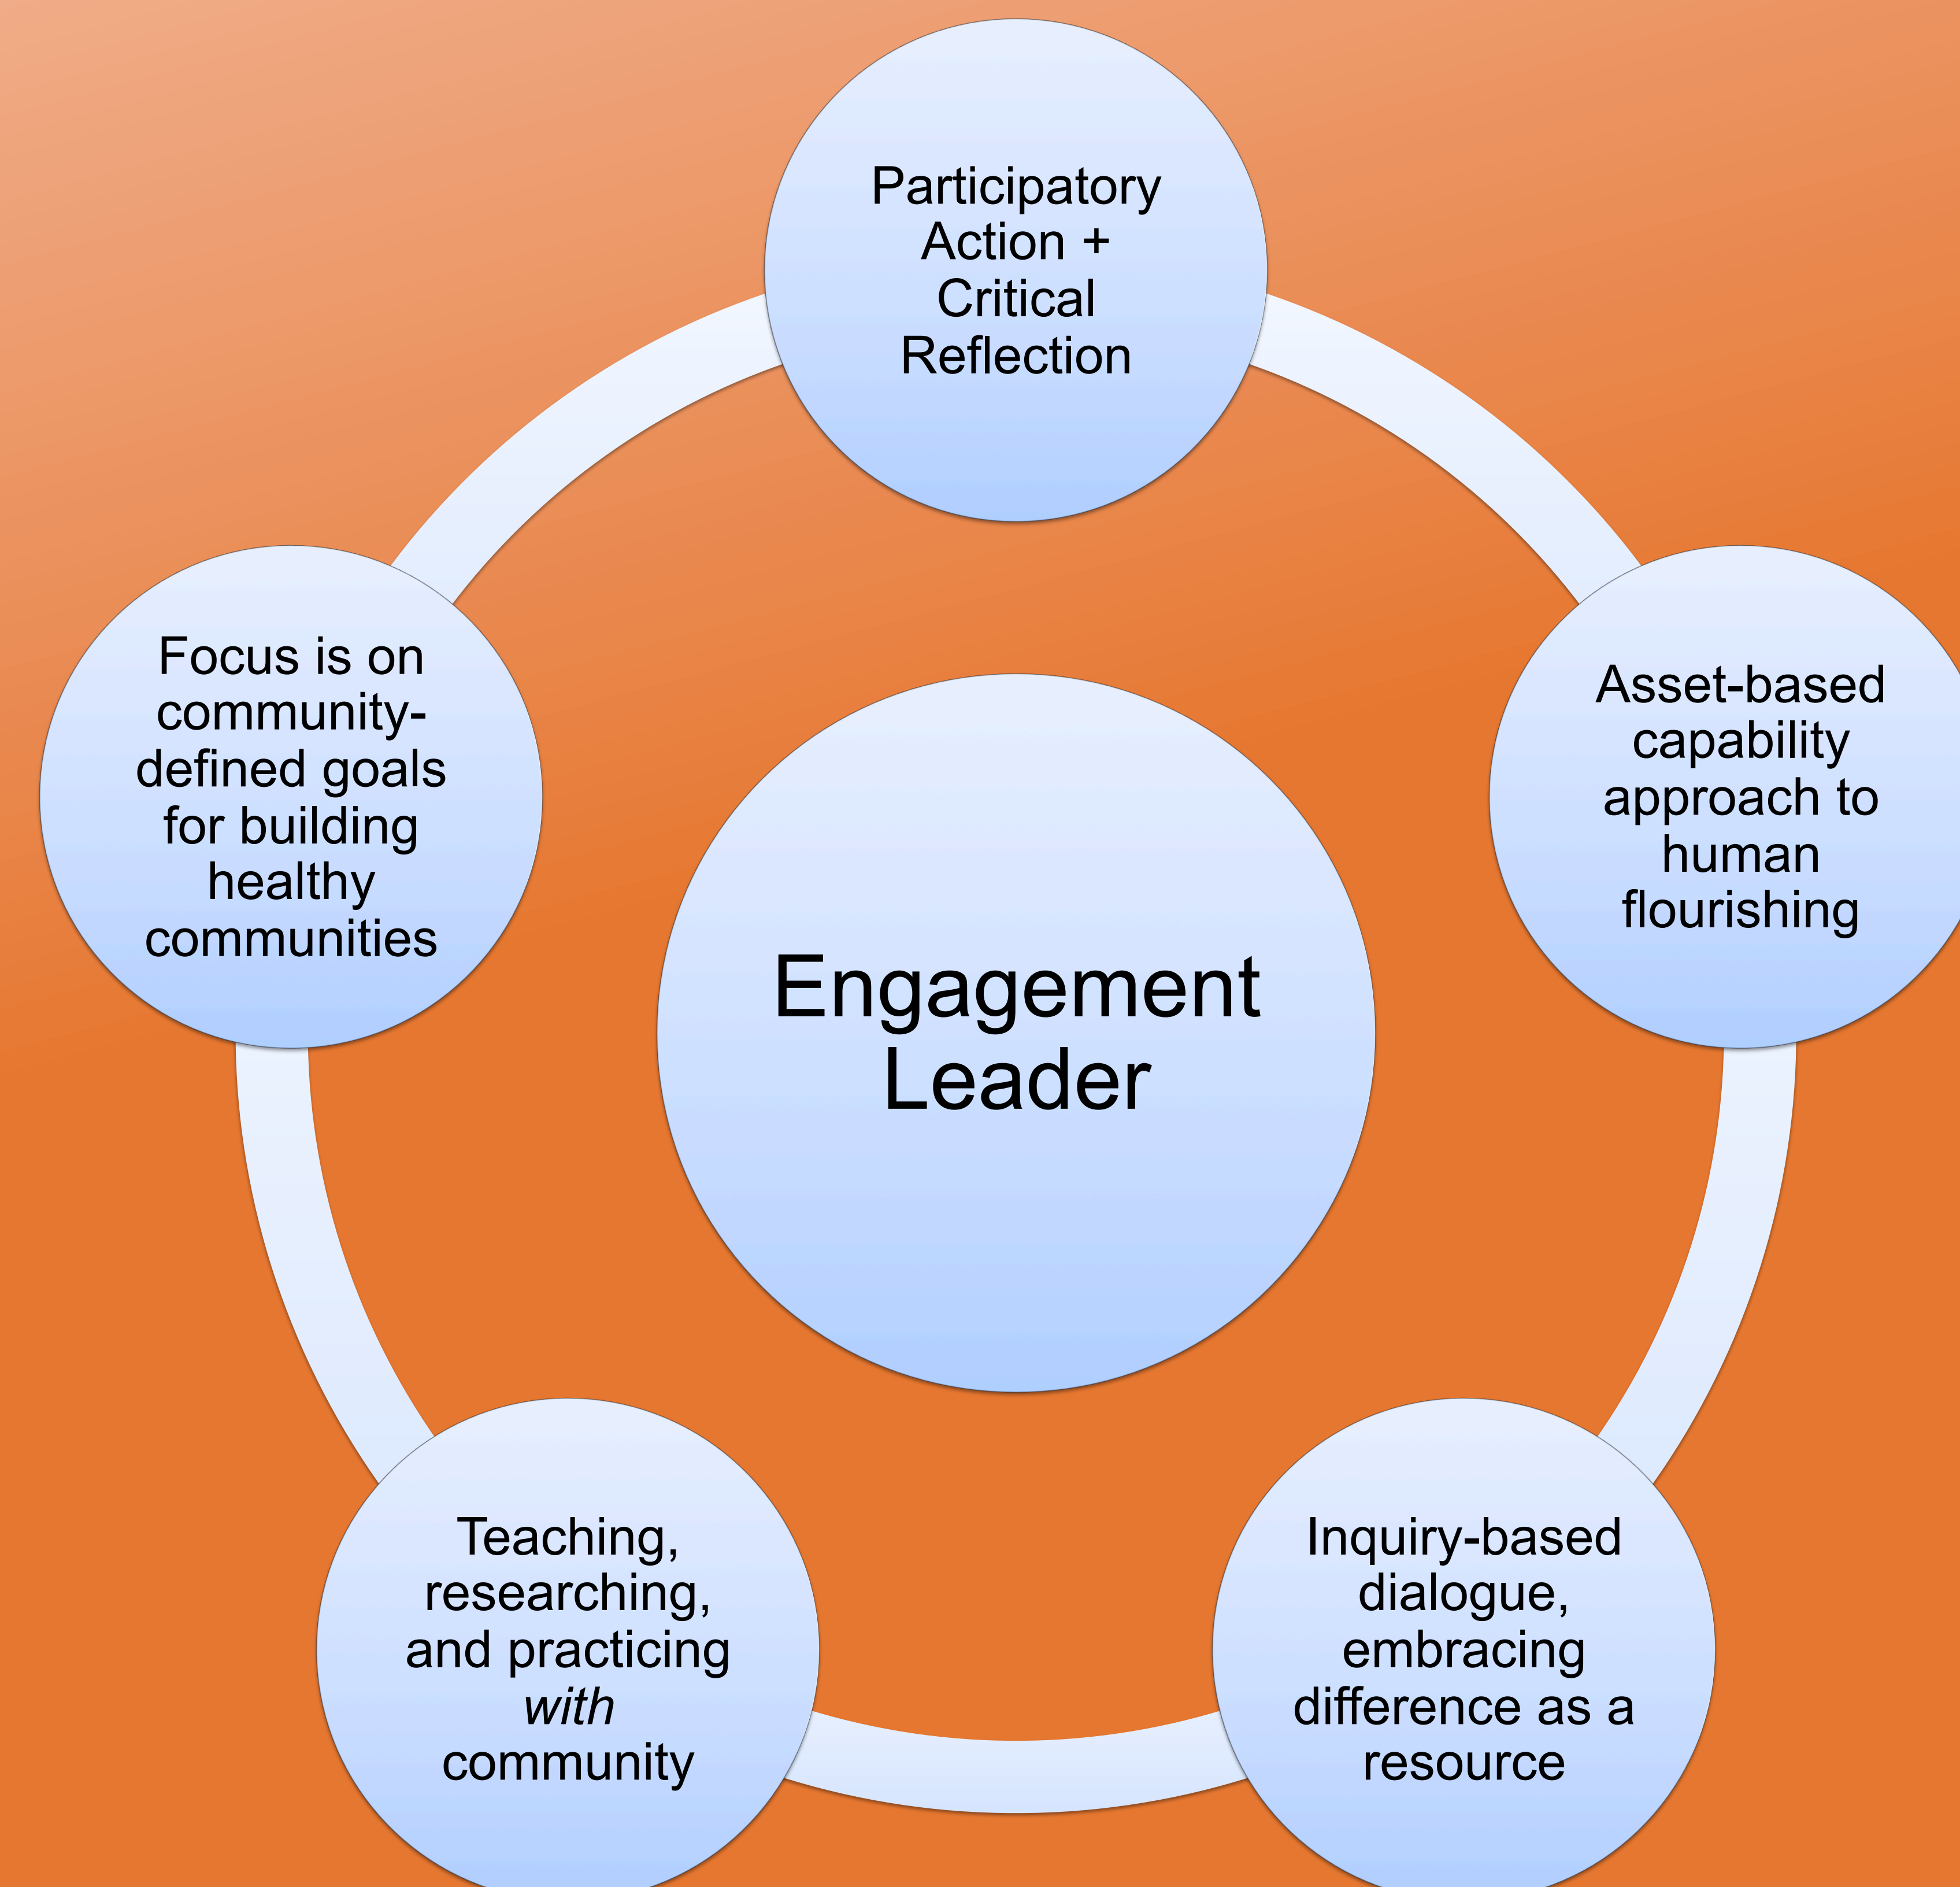 Participatory
Action +
Critical
Reflection
Focus is on
community-
defined goals
for building
healthy
communities
Asset-based
capability
approach to
human
flourishing
Engagement
Leader
Teaching,
researching,
and practicing
with
community
Inquiry-based
dialogue,
embracing
difference as a
resource